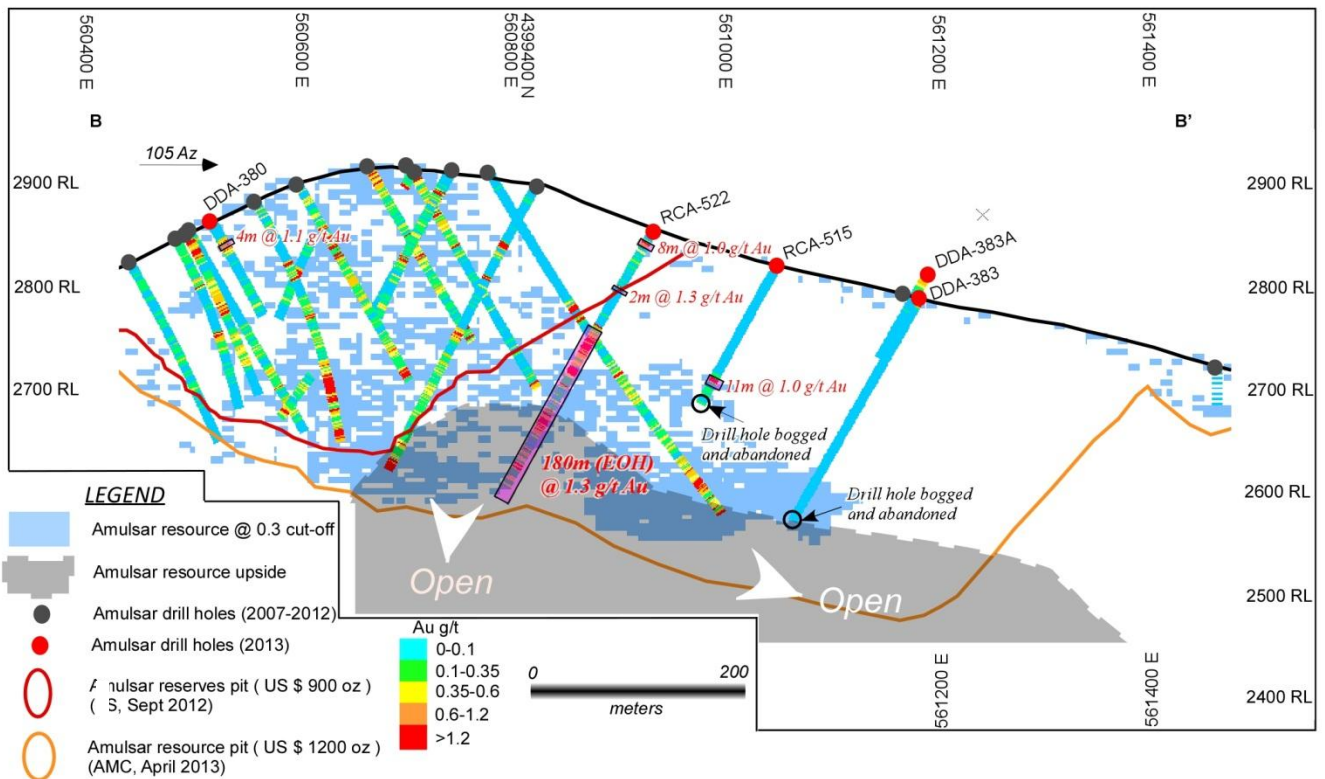 560400 E
560600 E
560800 E
4399400 N
561000 E
561200 E
561400 E
B
B'
105 Az
2900 RL
2900 RL
DDA-380
RCA-522
4m @ 1.1 g/t Au
8m @ 1.0 g/t Au
RCA-515
DDA-383A
DDA-383
2800 RL
2800 RL
2m @ 1.3 g/t Au
2700 RL
2700 RL
11m @ 1.0 g/t Au
Drill hole bogged
and abandoned
180m (EOH)
@ 1.3 g/t Au
2600 RL
Drill hole bogged
and abandoned
Open
Open
2500 RL
2400 RL
LEGEND
Amulsar resource @ 0.3 cut-off
Amulsar resource upside
Amulsar drill holes (2007-2012)
Amulsar drill holes (2013)
Amulsar reserves pit ( US $ 900 oz )
S, Sept 2012)
Amulsar resource pit ( US $ 1200 oz )
(AMC, April 2013)
Au g/t
0-0.1
0.1-0.35
0.35-0.6
0.6-1.2
>1.2
0
200
meters
561200 E
561400 E